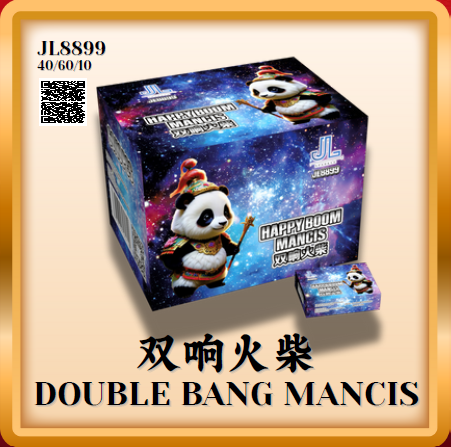 JL8899
40/60/10
HAPPY BOOM
MANCIS
双响火柴
JL
JL8899
HAPPY BOOM
MANCIS
双响火柴
双响火柴
DOUBLE BANG MANCIS